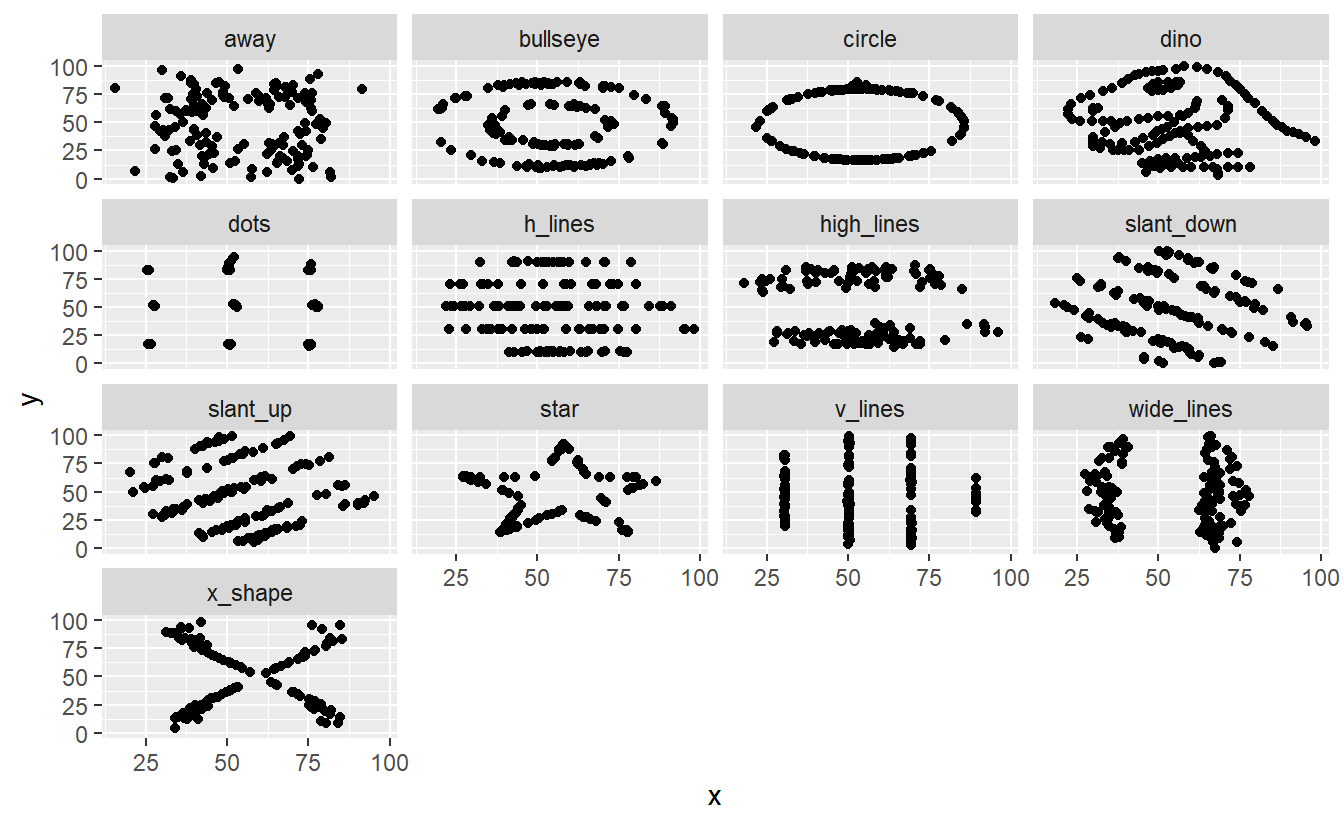 away bullseye circle dino
100
75
50
25
0
dots h_lines high_lines slant_down
100
75
50
25
0
slant_up star v_lines wide_lines
100
75
50
25
0
25 50 75 100 25 50 75 100 25 50 75 100
x_shape
100
75
50
25
0
25 50 75 100
y
x